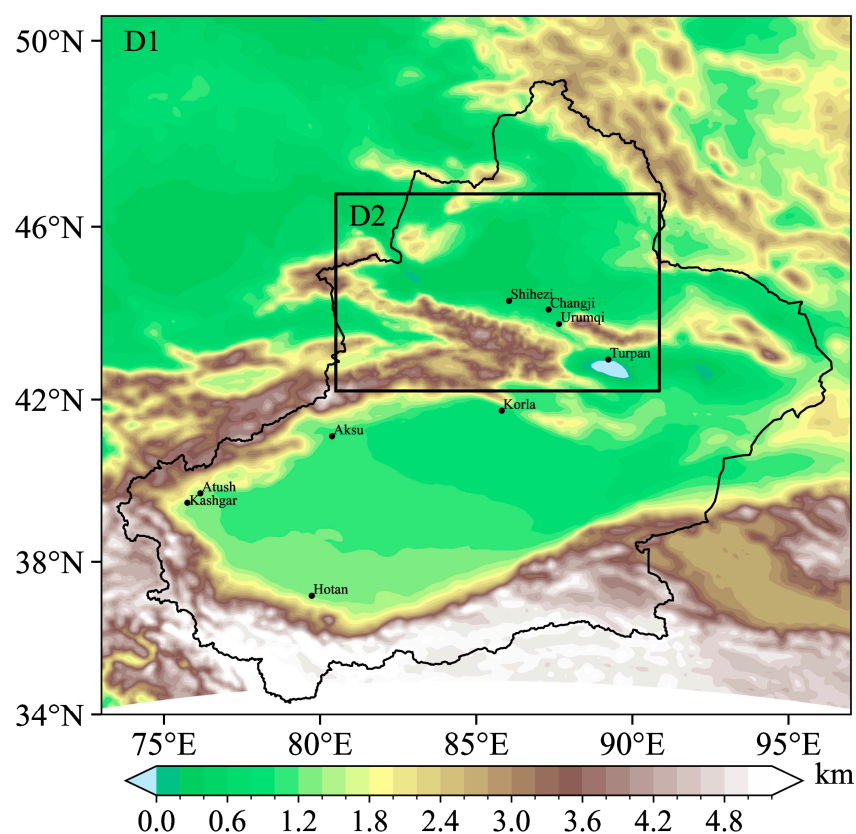 D1
50°N
D2
46°N
Shihezi
Changji
Urumqi
Turpan
42°N
Korla
Aksu
Atush
Kashgar
38°N
Hotan
34°N
75°E 80°E 85°E 90°E 95°E
km
0.0 0.6 1.2 1.8 2.4 3.0 3.6 4.2 4.8